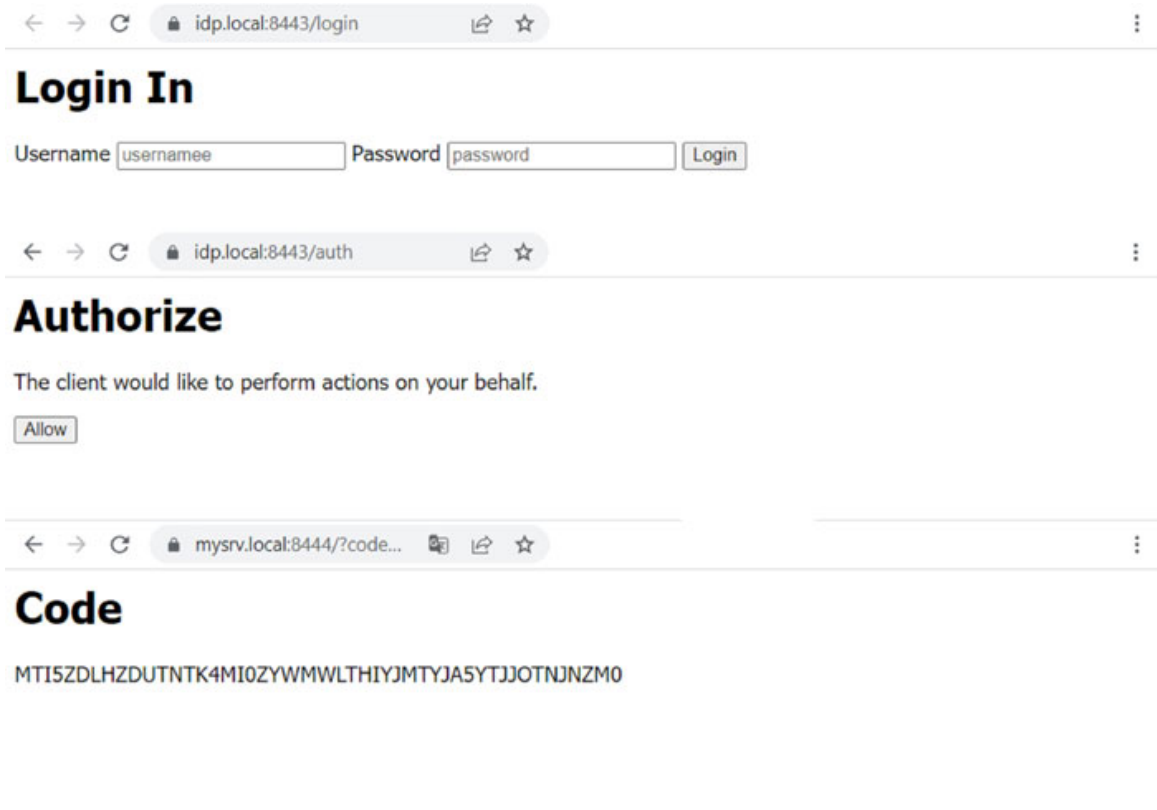 idp.local:8443/login
Login In
Username usernamee Password password Login
idp.local:8443/auth
Authorize
The client would like to perform actions on your behalf.
Allow
mysrv.local:8444/?code...
Code
MTI5ZDLHZDUTNTK4MI0ZYWMWLTHIYJMTYJA5YTJJOTNJNZM0